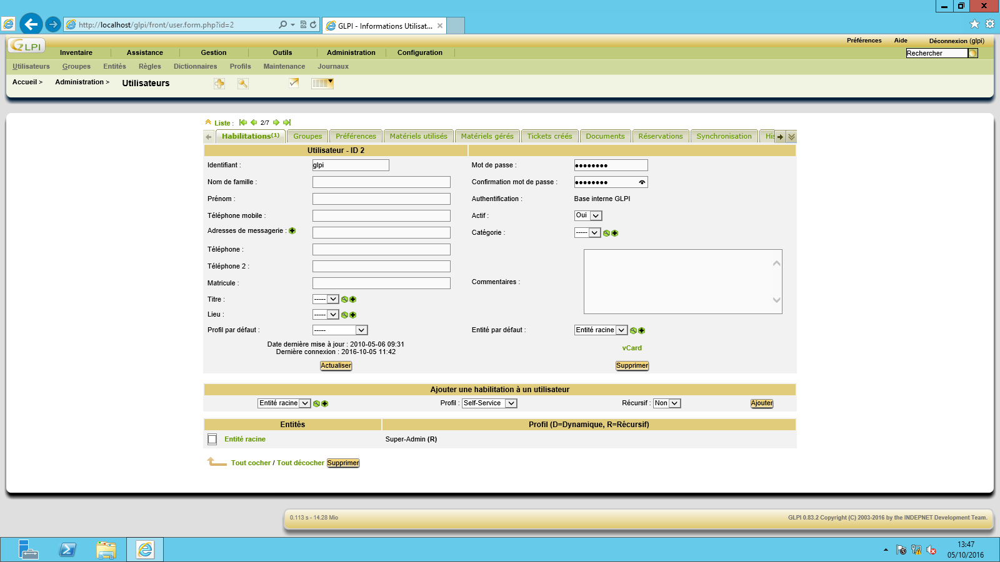 http://localhost/glpi/front/user.form.php?id=2
GLPI - Informations Utilisat...
GLPI
Préférences Aide Déconnexion (glpi)
Inventaire Assistance Gestion Outils Administration Configuration
Rechercher
Utilisateurs Groupes Entités Règles Dictionnaires Profils Maintenance Journaux
Accueil > Administration > Utilisateurs
Liste : 2/7
Habilitations(1) Groupes Préférences Matériels utilisés Matériels gérés Tickets créés Documents Réservations Synchronisation His
Utilisateur - ID 2
Identifiant : glpi Mot de passe : ●●●●●●●●
Nom de famille : Confirmation mot de passe : ●●●●●●●●
Prénom : Authentification : Base interne GLPI
Téléphone mobile : Actif : Oui
Adresses de messagerie : Catégorie : -----
Téléphone :
Téléphone 2 :
Matricule : Commentaires :
Titre : -----
Lieu : -----
Profil par défaut : ----- Entité par défaut : Entité racine
Date dernière mise à jour : 2010-05-06 09:31
Dernière connexion : 2016-10-05 11:42
vCard
Actualiser Supprimer
Ajouter une habilitation à un utilisateur
Entité racine Profil : Self-Service Récursif : Non Ajouter
Entités Profil (D=Dynamique, R=Récursif)
Entité racine Super-Admin (R)
Tout cocher / Tout décocher Supprimer
0.113 s - 14.28 Mio GLPI 0.83.2 Copyright (C) 2003-2016 by the INDEPNET Development Team.
13:47
05/10/2016